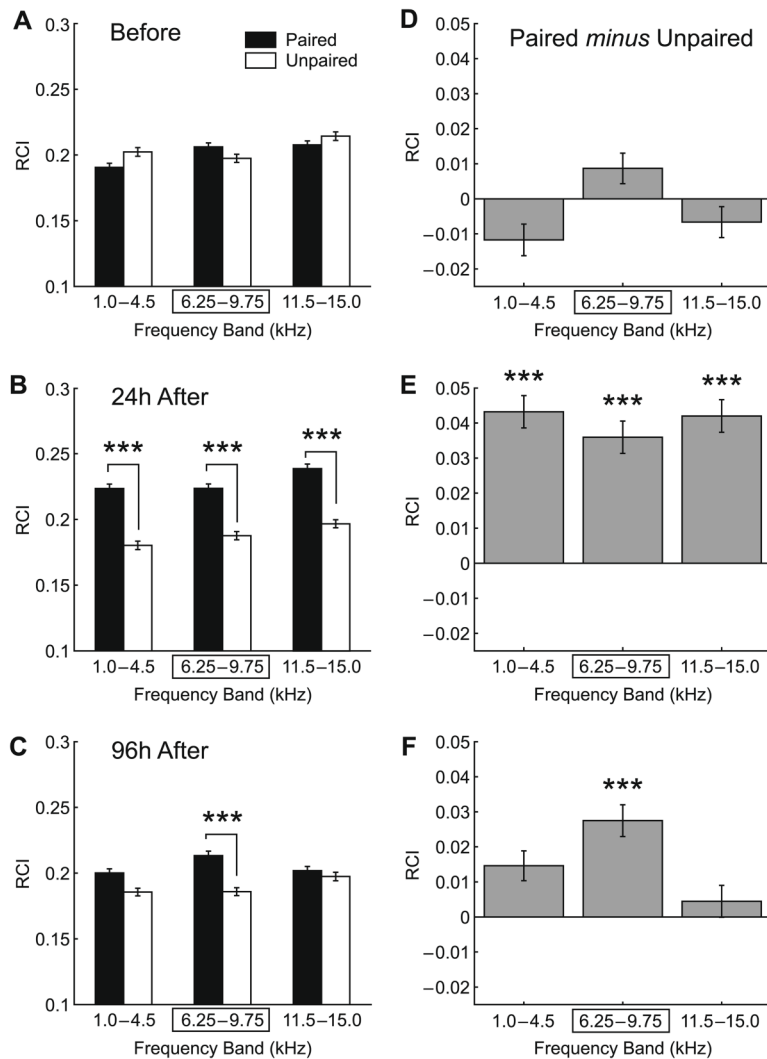 A
Before
Paired
Unpaired
0.3
0.25
0.2
0.15
0.1
RCI
1.0–4.5
6.25–9.75
11.5–15.0
Frequency Band (kHz)
D
Paired minus Unpaired
0.05
0.04
0.03
0.02
0.01
0
–0.01
–0.02
RCI
1.0–4.5
6.25–9.75
11.5–15.0
Frequency Band (kHz)
B
24h After
0.3
0.25
0.2
0.15
0.1
RCI
***
***
***
1.0–4.5
6.25–9.75
11.5–15.0
Frequency Band (kHz)
E
0.05
0.04
0.03
0.02
0.01
0
–0.01
–0.02
RCI
***
***
***
1.0–4.5
6.25–9.75
11.5–15.0
Frequency Band (kHz)
C
96h After
0.3
0.25
0.2
0.15
0.1
RCI
***
1.0–4.5
6.25–9.75
11.5–15.0
Frequency Band (kHz)
F
0.05
0.04
0.03
0.02
0.01
0
–0.01
–0.02
RCI
***
1.0–4.5
6.25–9.75
11.5–15.0
Frequency Band (kHz)